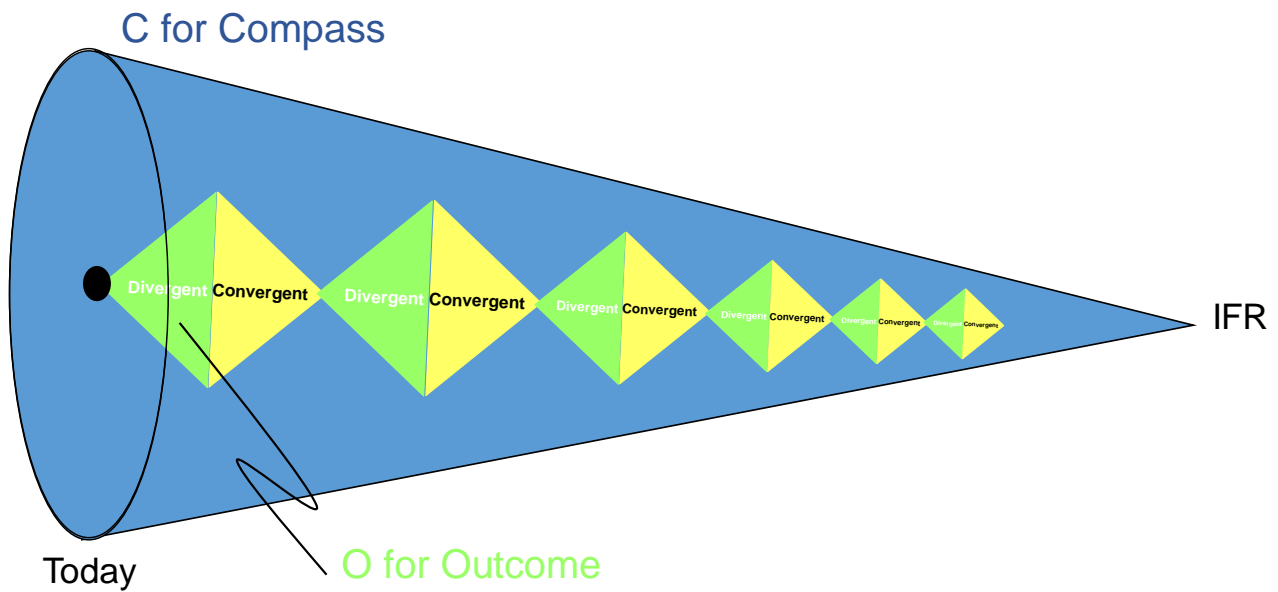 C for Compass
Divergent Convergent Divergent Convergent Divergent Convergent Divergent Convergent Divergent Convergent Divergent Convergent
IFR
O for Outcome
Today